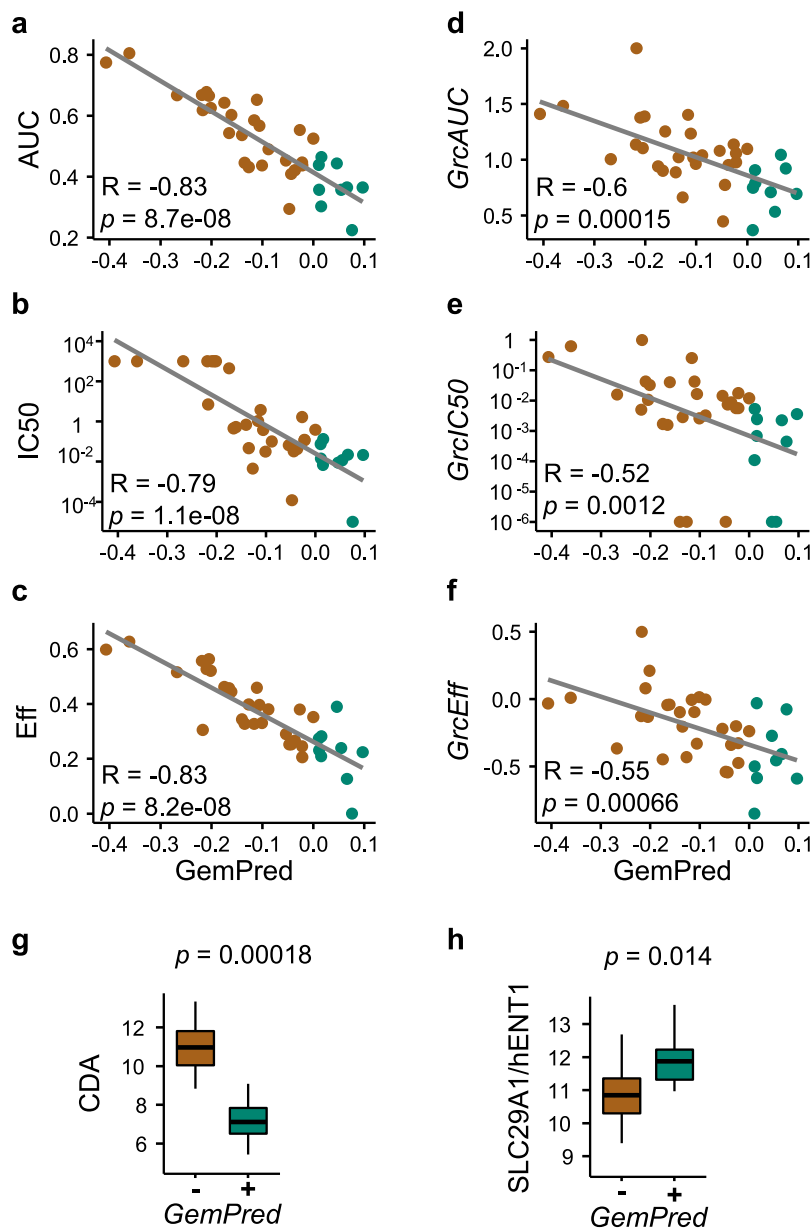 a
AUC
0.8
0.6
0.4
0.2
R = -0.83
p = 8.7e-08
-0.4 -0.3 -0.2 -0.1 0.0 0.1
d
GrcAUC
2.0
1.5
1.0
0.5
R = -0.6
p = 0.00015
-0.4 -0.3 -0.2 -0.1 0.0 0.1
b
IC50
10⁴
10²
1
10⁻²
10⁻⁴
R = -0.79
p = 1.1e-08
-0.4 -0.3 -0.2 -0.1 0.0 0.1
e
GrcIC50
1
10⁻¹
10⁻²
10⁻³
10⁻⁴
10⁻⁵
10⁻⁶
R = -0.52
p = 0.0012
-0.4 -0.3 -0.2 -0.1 0.0 0.1
c
Eff
0.6
0.4
0.2
0.0
R = -0.83
p = 8.2e-08
-0.4 -0.3 -0.2 -0.1 0.0 0.1
GemPred
f
GrcEff
0.5
0.0
-0.5
R = -0.55
p = 0.00066
-0.4 -0.3 -0.2 -0.1 0.0 0.1
GemPred
g
p = 0.00018
CDA
12
10
8
6
- +
GemPred
h
p = 0.014
SLC29A1/hENT1
13
12
11
10
9
- +
GemPred